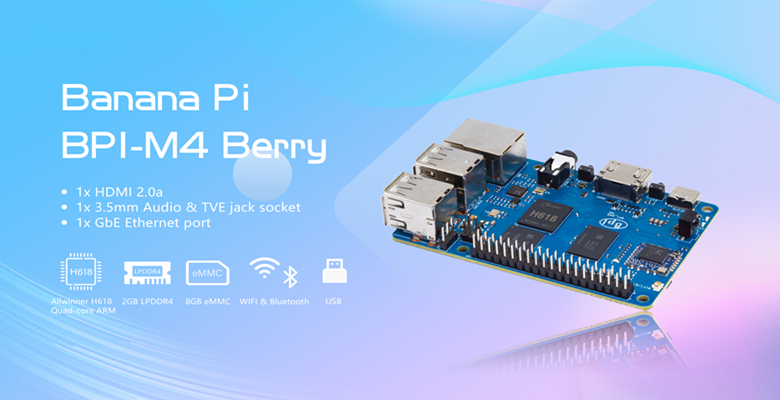 Banana Pi
BPI-M4 Berry
1x HDMI 2.0a
1x 3.5mm Audio & TVE jack socket
1x GbE Ethernet port
H618
LPDDR4
eMMC
Allwinner H618
Quad-core ARM
2GB LPDDR4
8GB eMMC
WIFI & Bluetooth
USB
H618
BPI